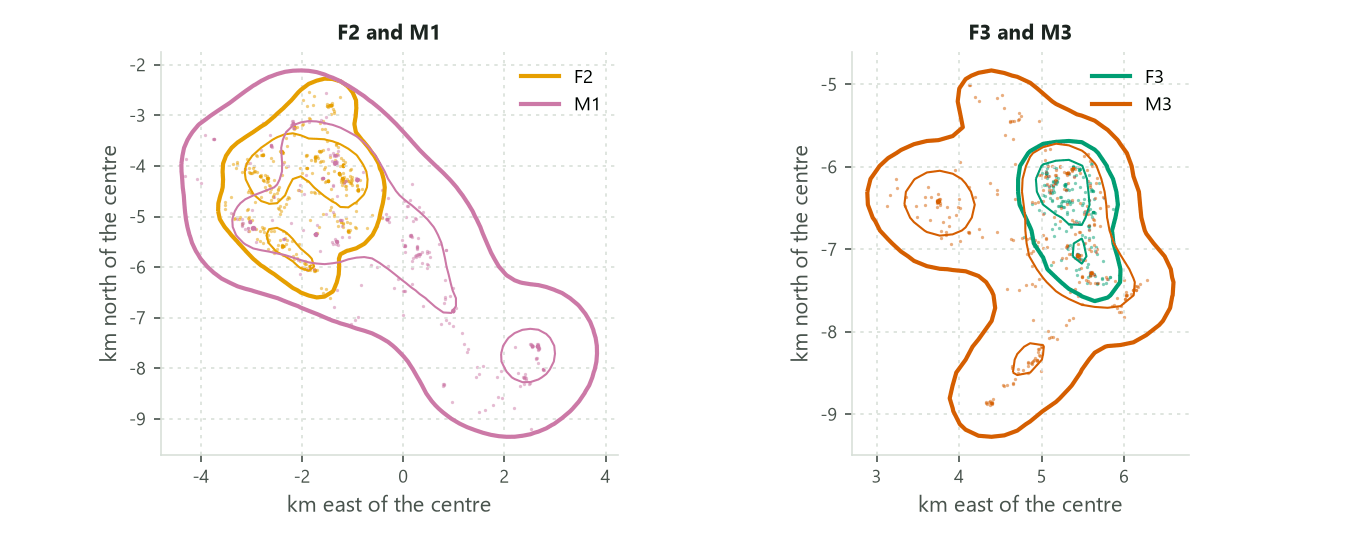 F2 and M1
F2
M1
-2
-3
-4
-5
-6
-7
-8
-9
km north of the centre
-4
-2
0
2
4
km east of the centre
F3 and M3
F3
M3
-5
-6
-7
-8
-9
km north of the centre
3
4
5
6
km east of the centre